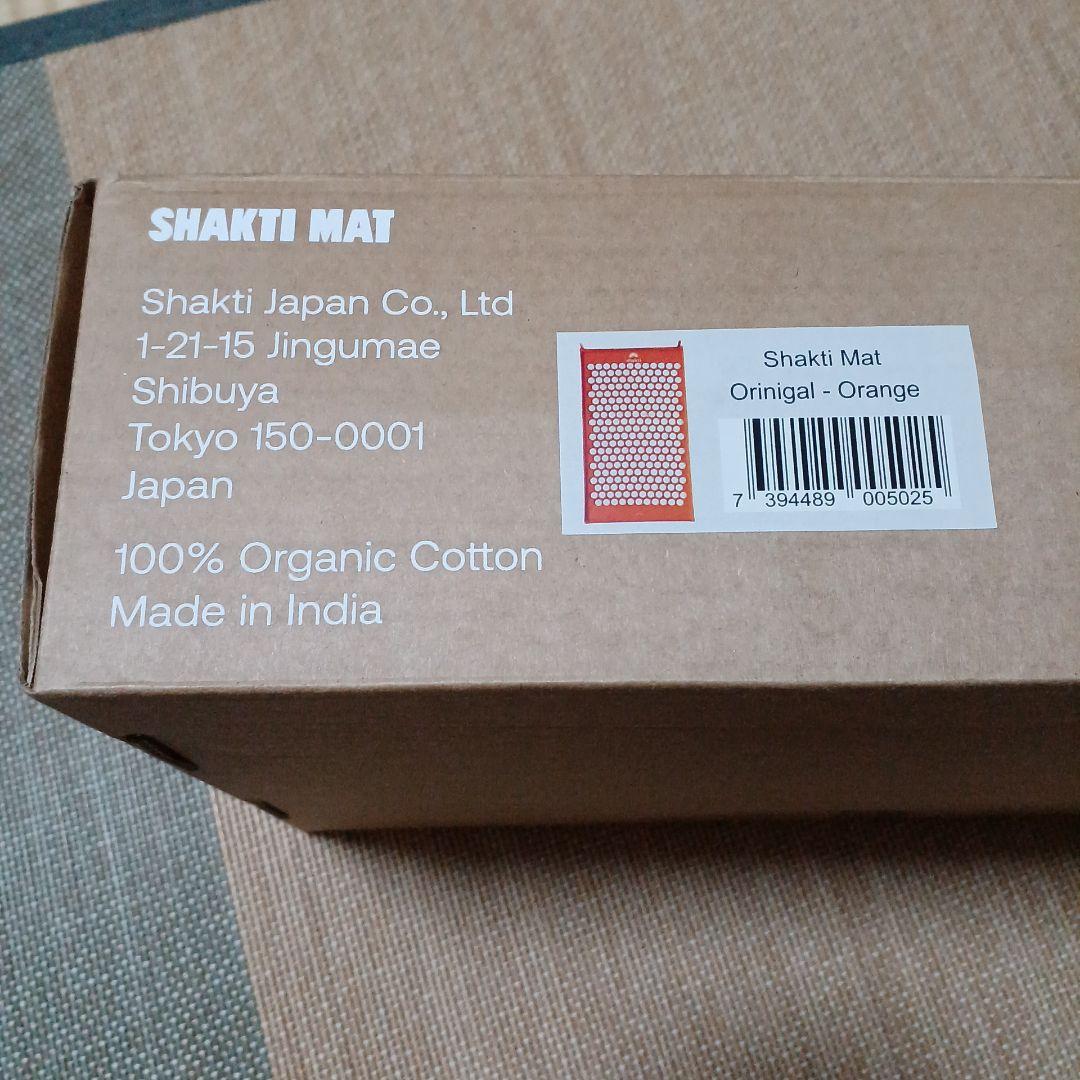 SHAKTI MAT
Shakti Japan Co., Ltd
1-21-15 Jingumae
Shibuya
Tokyo 150-0001
Japan
100% Organic Cotton
Made in India
shakti
Shakti Mat
Orinigal - Orange
7 394489 005025